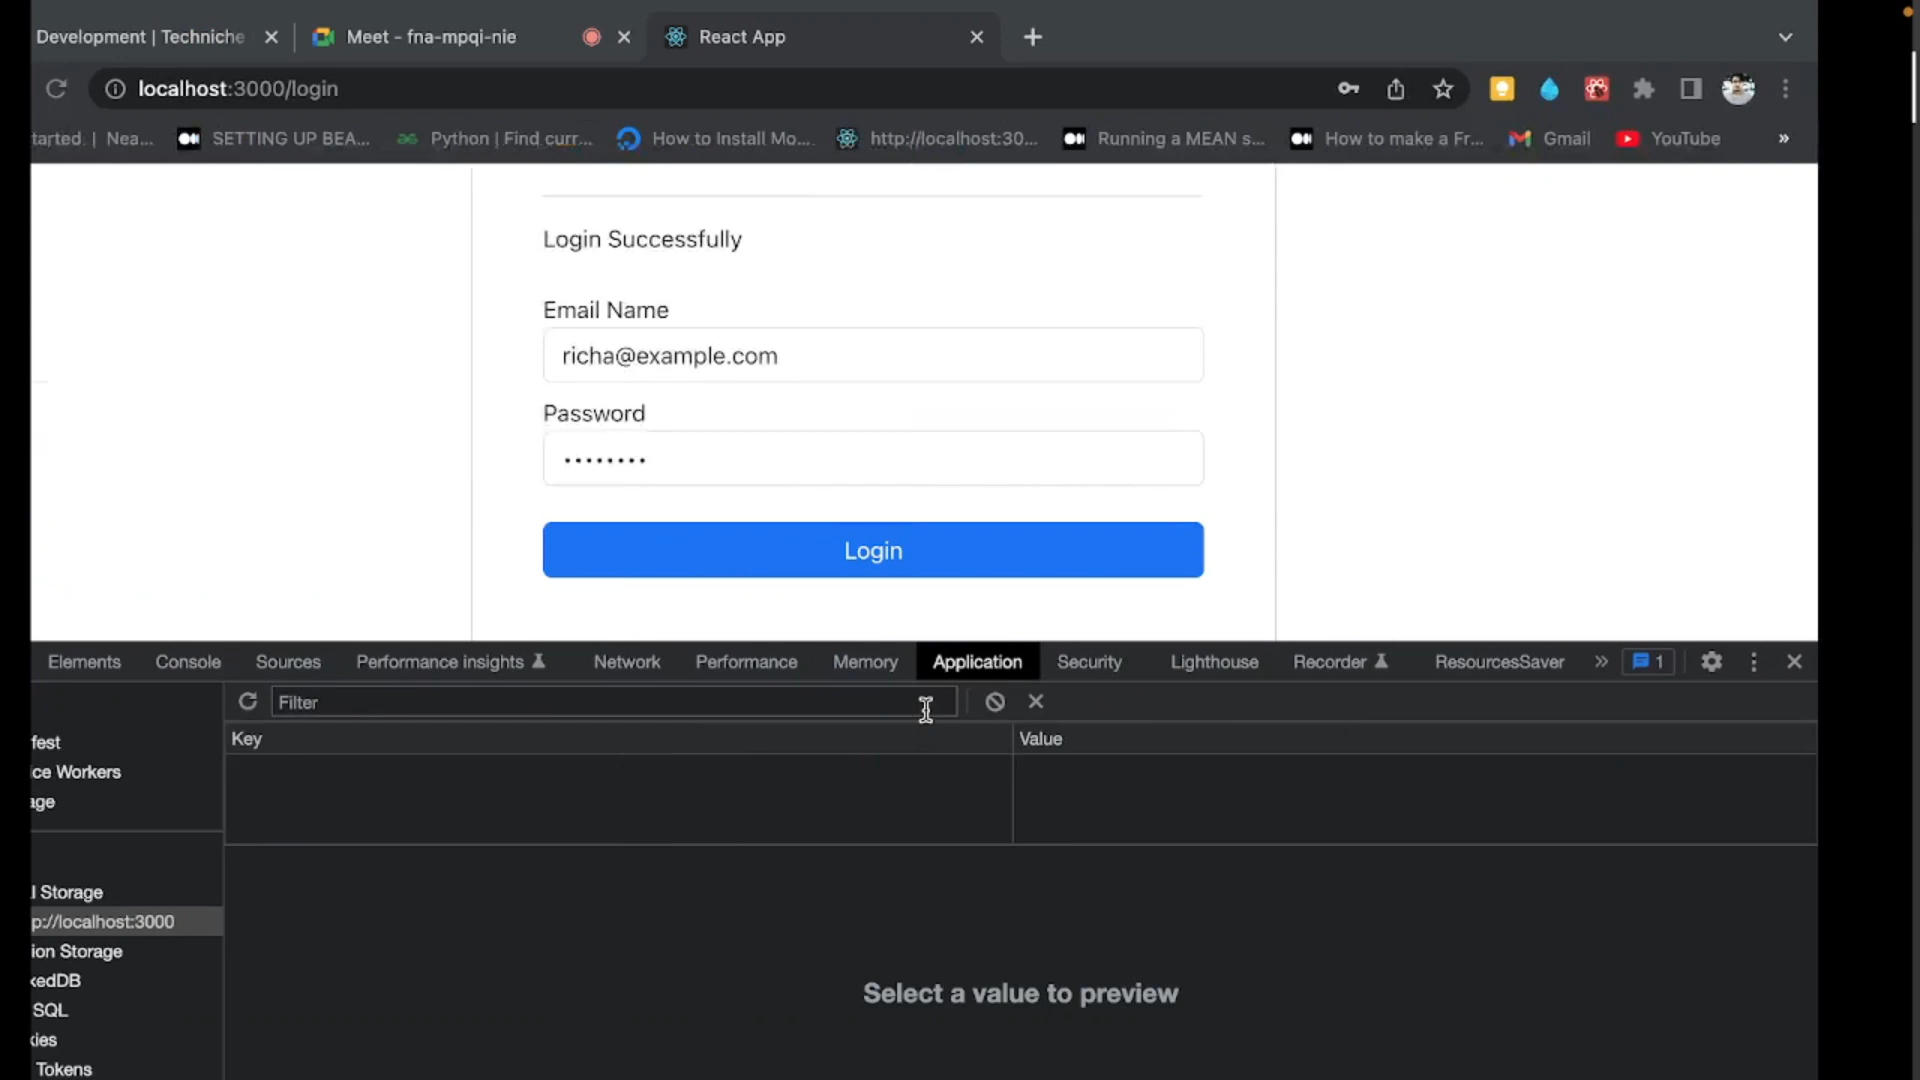 Development | Techniche
Meet - fna-mpqi-nie
React App
localhost:3000/login
tarted. | Nea...
SETTING UP BEA...
Python | Find curr...
How to Install Mo...
http://localhost:30...
Running a MEAN s...
How to make a Fr...
Gmail
YouTube
»
Login Successfully
Email Name
richa@example.com
Password
••••••••
Login
Elements
Console
Sources
Performance insights
Network
Performance
Memory
Application
Security
Lighthouse
Recorder
ResourcesSaver
»
1
Filter
Key
Value
fest
ice Workers
age
l Storage
p://localhost:3000
ion Storage
xedDB
SQL
kies
Tokens
Select a value to preview